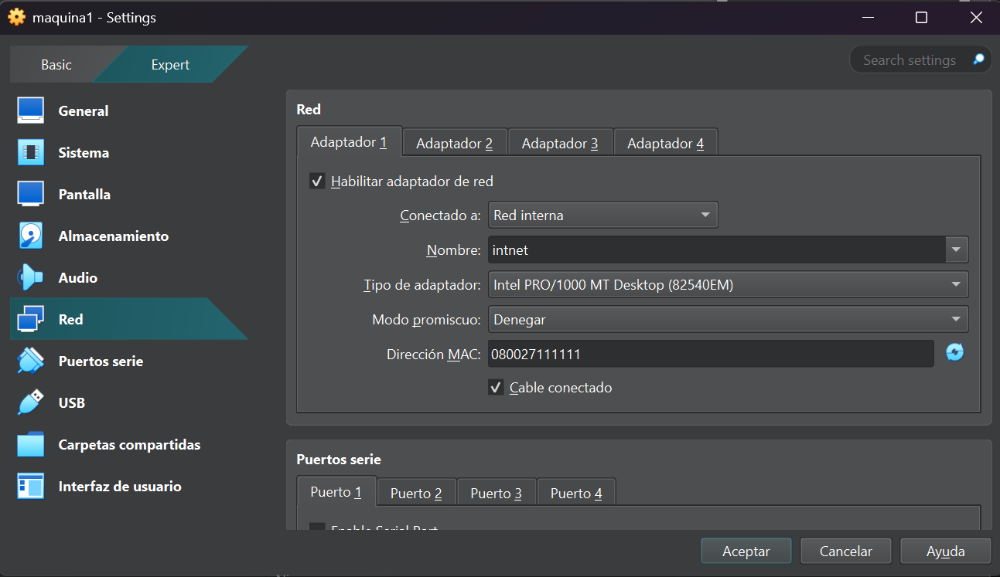 maquina1 - Settings
Basic
Expert
Search settings
General
Sistema
Pantalla
Almacenamiento
Audio
Red
Puertos serie
USB
Carpetas compartidas
Interfaz de usuario
Red
Adaptador 1
Adaptador 2
Adaptador 3
Adaptador 4
Habilitar adaptador de red
Conectado a: Red interna
Nombre: intnet
Tipo de adaptador: Intel PRO/1000 MT Desktop (82540EM)
Modo promiscuo: Denegar
Dirección MAC: 080027111111
Cable conectado
Puertos serie
Puerto 1
Puerto 2
Puerto 3
Puerto 4
Enable Serial Port
Aceptar
Cancelar
Ayuda